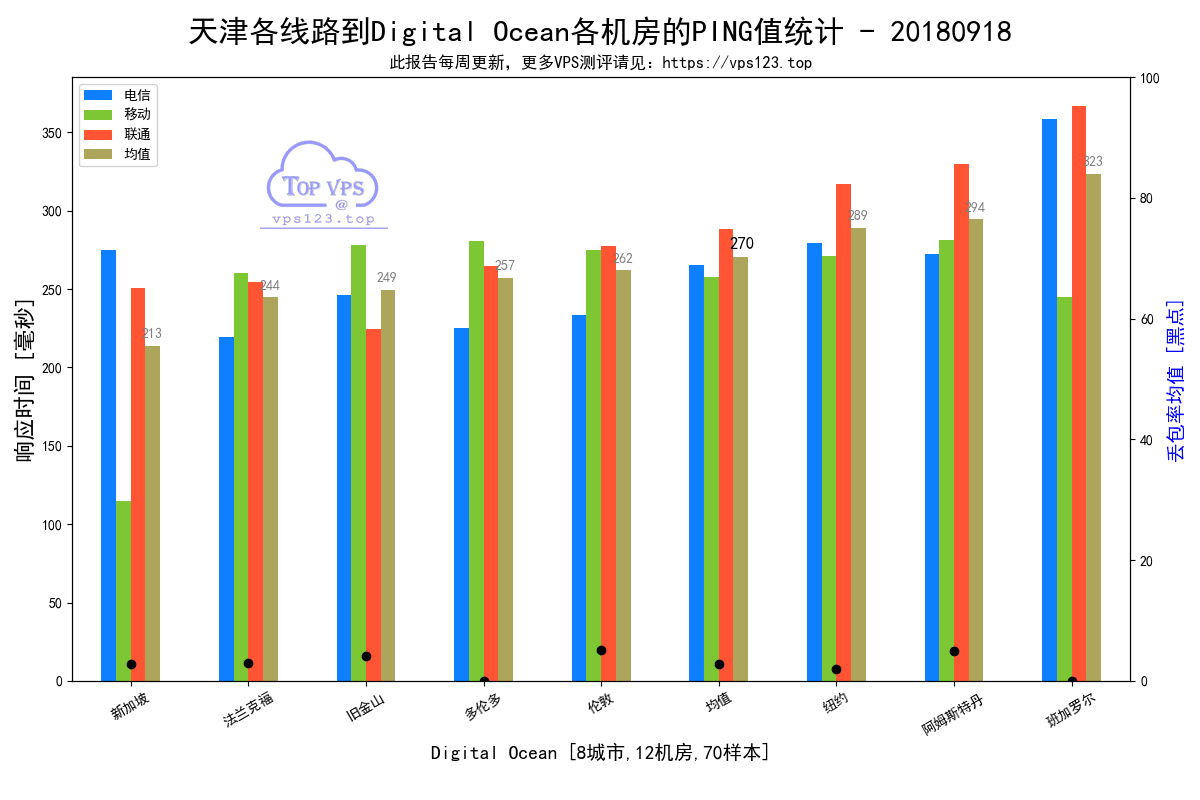 天津各线路到Digital Ocean各机房的PING值统计 - 20180918
此报告每周更新，更多VPS测评请见：https://vps123.top
电信
移动
联通
均值
TOP VPS
@
vps123.top
响应时间 [毫秒]
350
300
250
200
150
100
50
0
213
244
249
257
262
270
289
294
323
100
80
60
40
20
0
丢包率均值 [黑点]
新加坡
法兰克福
旧金山
多伦多
伦敦
均值
纽约
阿姆斯特丹
班加罗尔
Digital Ocean [8城市,12机房,70样本]